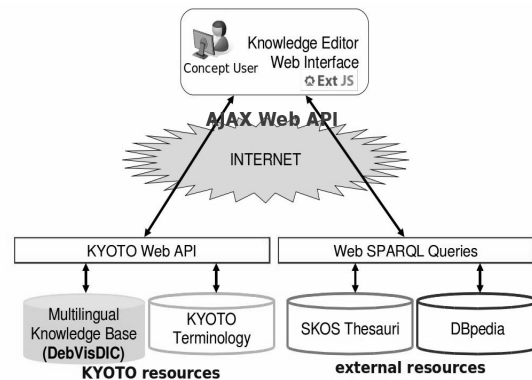 Knowledge Editor
Web Interface
Concept User
Ext JS
AJAX Web API
INTERNET
KYOTO Web API
Web SPARQL Queries
Multilingual
Knowledge Base
(DebVisDIC)
KYOTO
Terminology
SKOS Thesauri
DBpedia
KYOTO resources
external resources